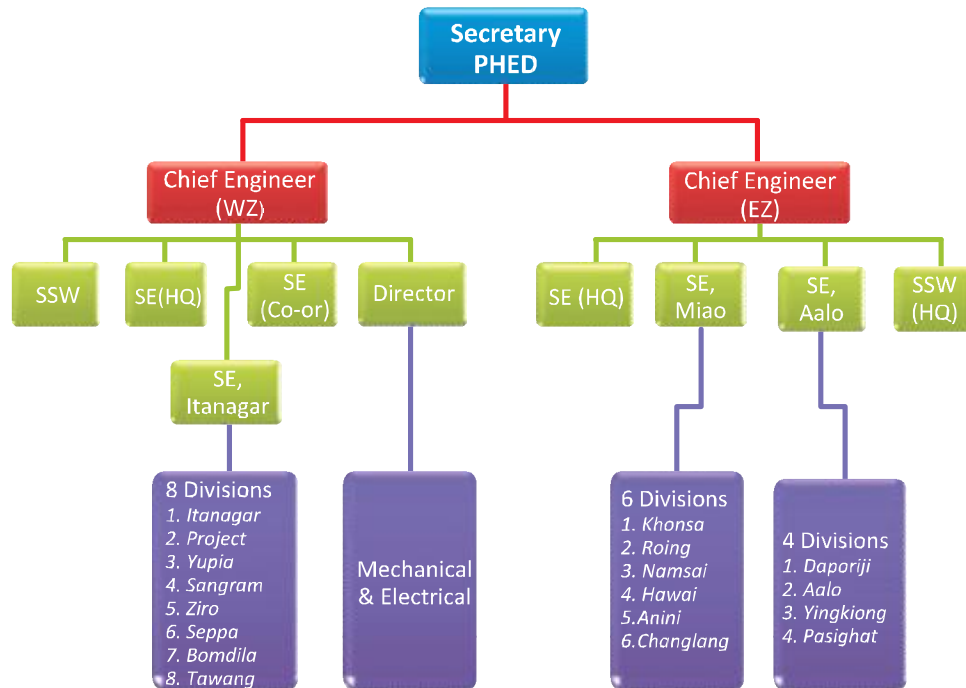 Secretary
PHED
Chief Engineer
(WZ)
Chief Engineer
(EZ)
SSW
SE(HQ)
SE
(Co-or)
Director
SE (HQ)
SE,
Miao
SE,
Aalo
SSW
(HQ)
SE,
Itanagar
8 Divisions
1. Itanagar
2. Project
3. Yupia
4. Sangram
5. Ziro
6. Seppa
7. Bomdila
8. Tawang
Mechanical
& Electrical
6 Divisions
1. Khonsa
2. Roing
3. Namsai
4. Hawai
5.Anini
6.Changlang
4 Divisions
1. Daporiji
2. Aalo
3. Yingkiong
4. Pasighat